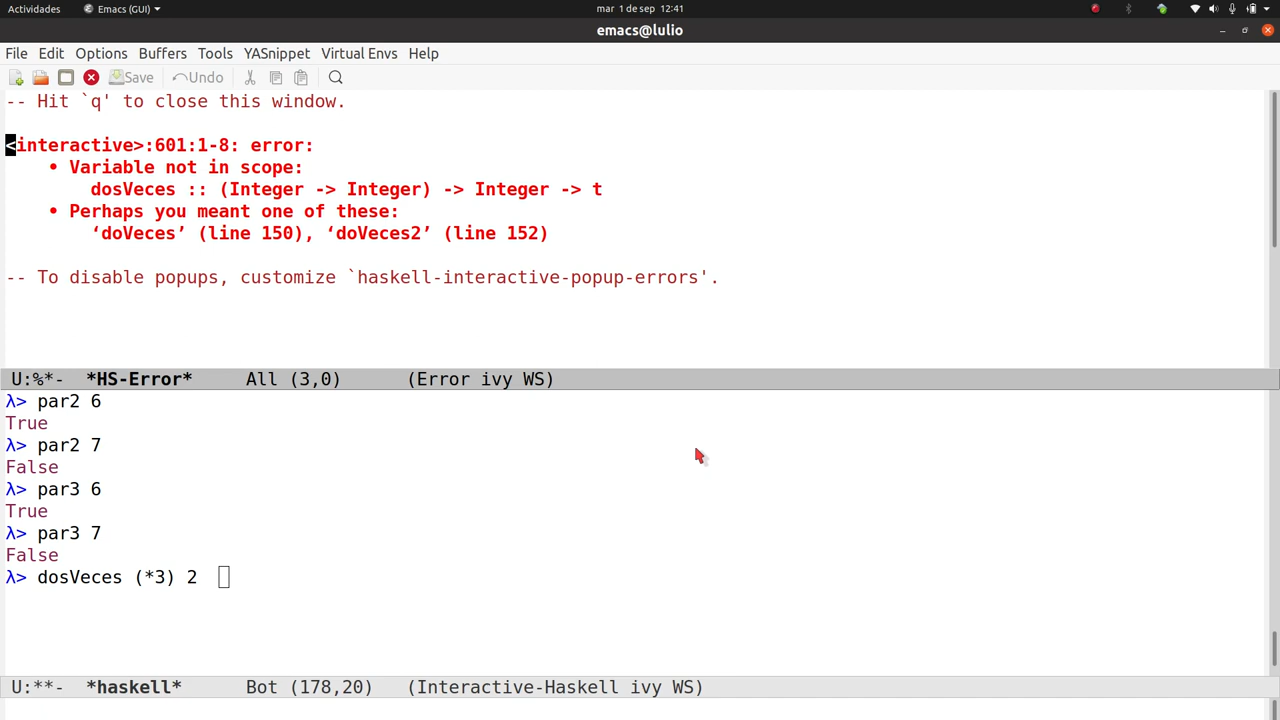 Actividades Emacs (GUI) mar 1 de sep 12:41
emacs@lulio
File Edit Options Buffers Tools YASnippet Virtual Envs Help
Save Undo
-- Hit `q' to close this window.
<interactive>:601:1-8: error:
• Variable not in scope:
dosVeces :: (Integer -> Integer) -> Integer -> t
• Perhaps you meant one of these:
‘doVeces’ (line 150), ‘doVeces2’ (line 152)
-- To disable popups, customize `haskell-interactive-popup-errors'.
U:%*- *HS-Error* All (3,0) (Error ivy WS)
λ> par2 6
True
λ> par2 7
False
λ> par3 6
True
λ> par3 7
False
λ> dosVeces (*3) 2
U:**- *haskell* Bot (178,20) (Interactive-Haskell ivy WS)